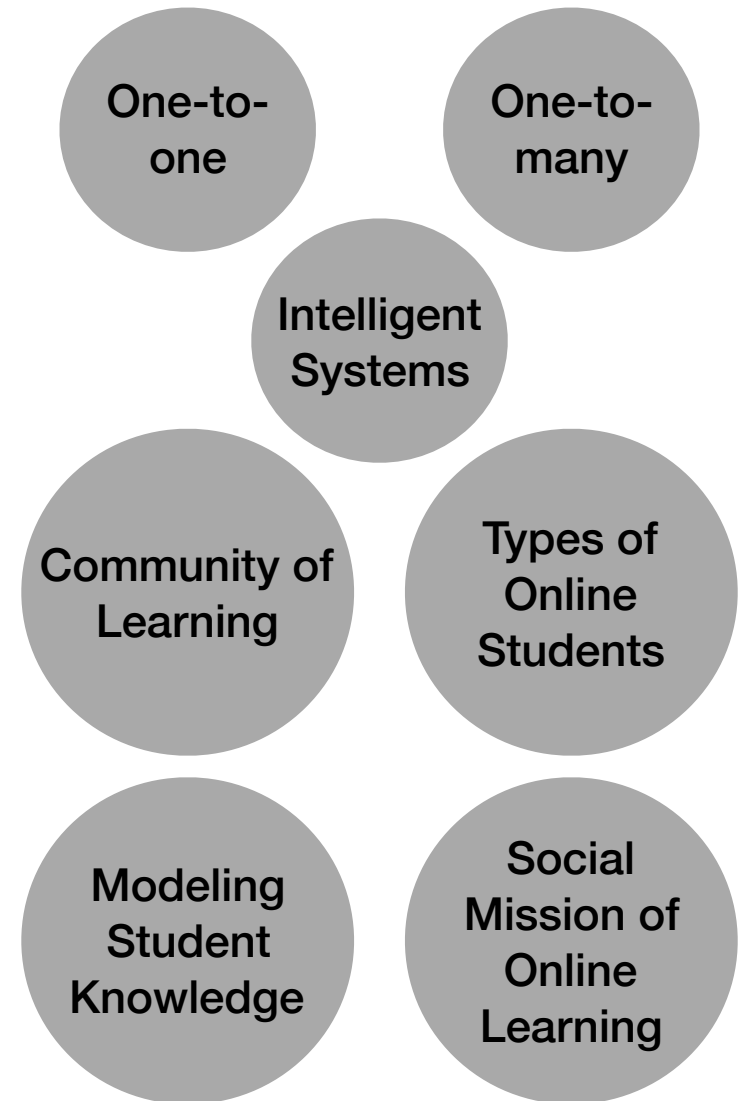 One-to-
one
One-to-
many
Intelligent
Systems
Community of
Learning
Types of
Online
Students
Modeling
Student
Knowledge
Social
Mission of
Online
Learning